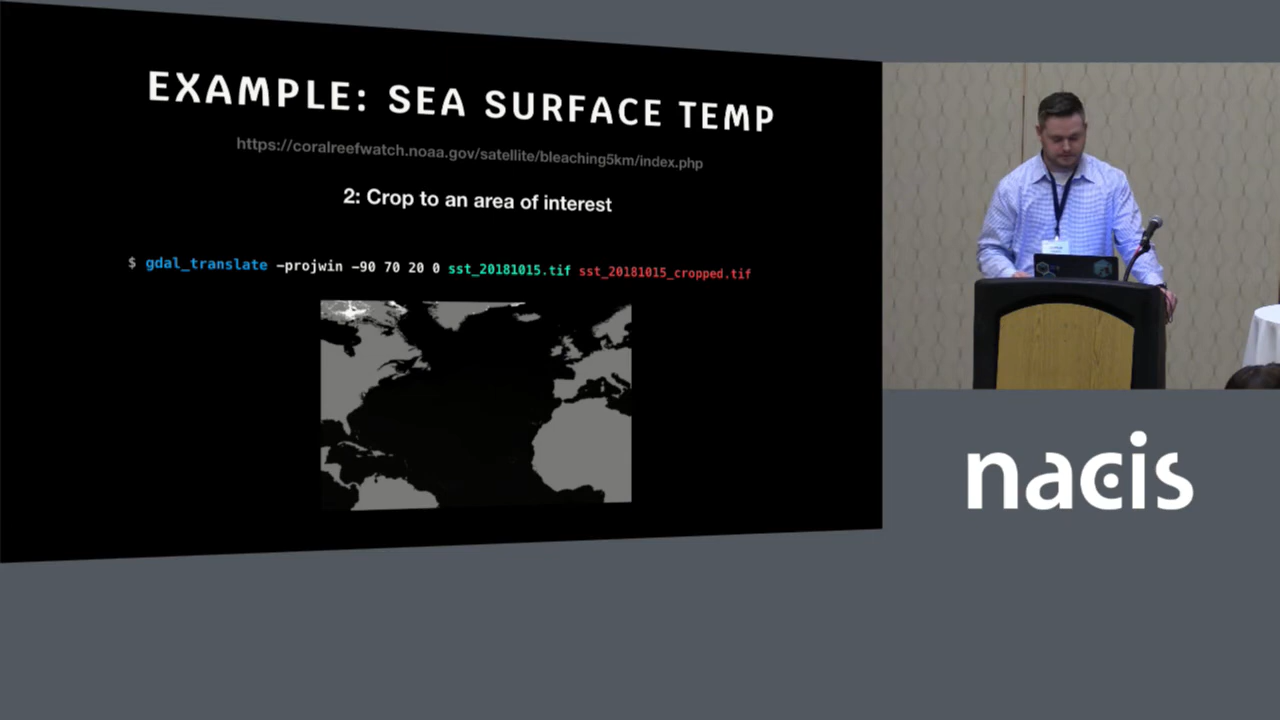 EXAMPLE: SEA SURFACE TEMP
https://coralreefwatch.noaa.gov/satellite/bleaching5km/index.php
2: Crop to an area of interest
$ gdal_translate –projwin –90 70 20 0 sst_20181015.tif sst_20181015_cropped.tif
nacis